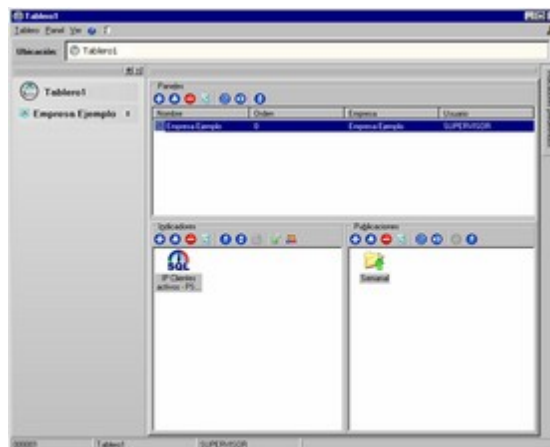 Tablero1
Tablero Panel Ver
Ubicación: Tablero1
Tablero1
Empresa Ejemplo
Paneles
Nombre Orden Empresa Usuario
Empresa Ejemplo 0 Empresa Ejemplo SUPERVISOR
Indicadores
Publicaciones
SQL
IP Clientes
activos - PS...
Semanal
000001 Tablero1 SUPERVISOR